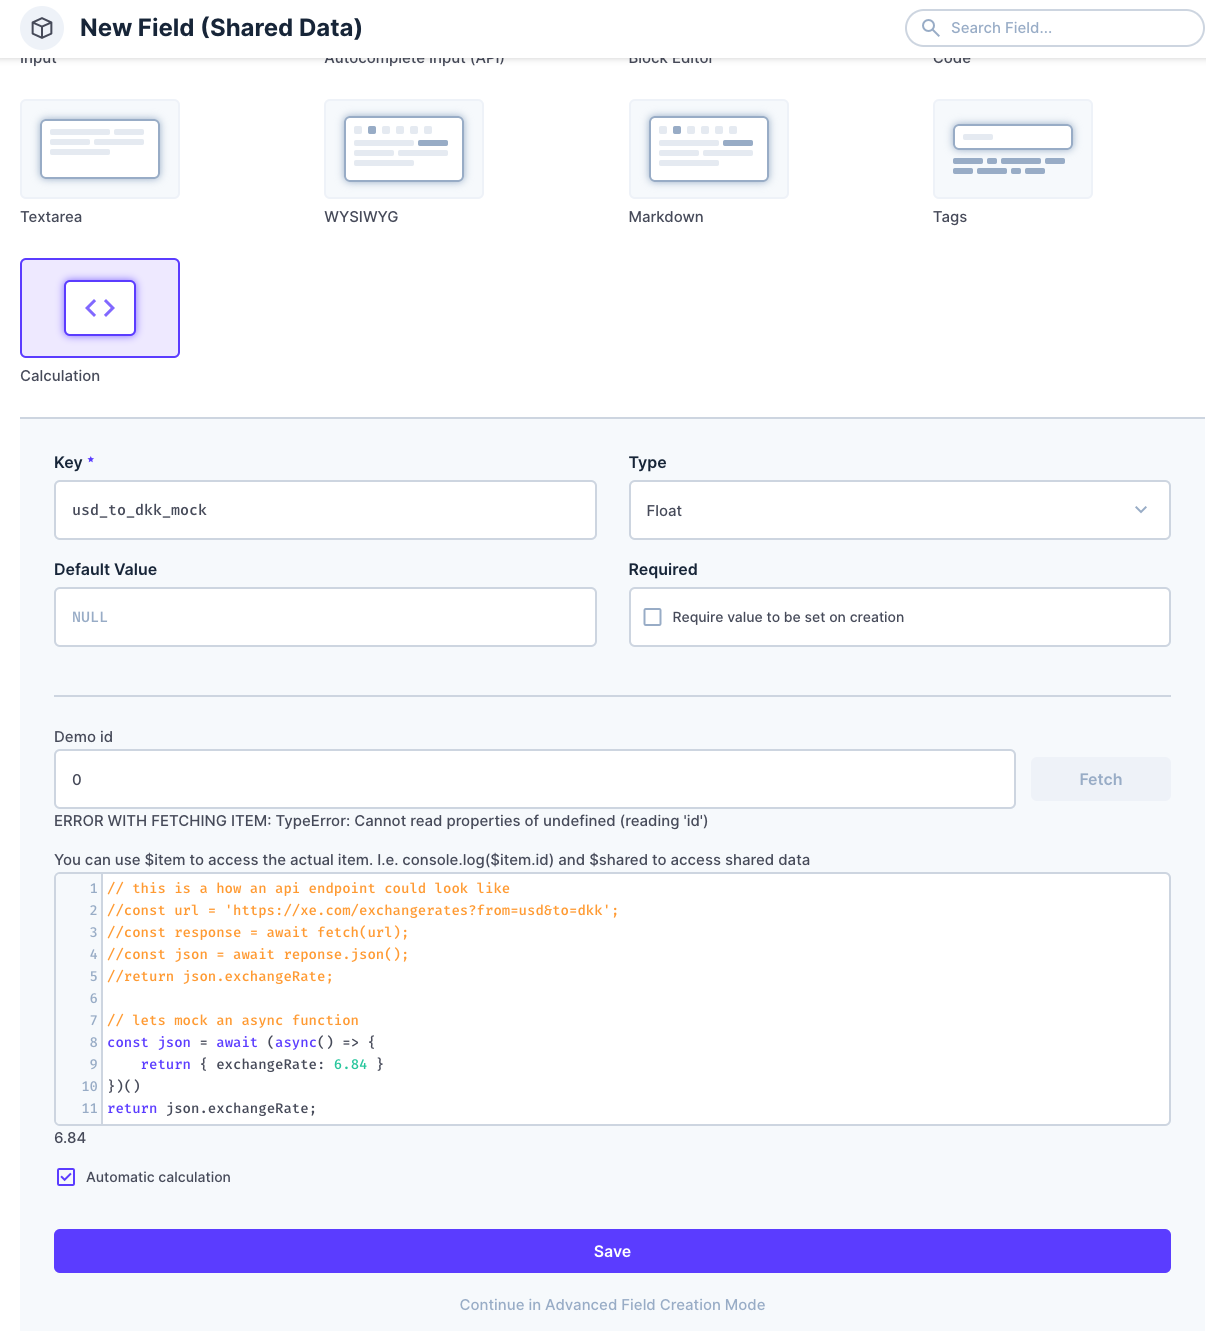 New Field (Shared Data)
Search Field...
Input
Autocomplete Input (API)
Block Editor
Code
Textarea
WYSIWYG
Markdown
Tags
Calculation
Key *
Type
usd_to_dkk_mock
Float
Default Value
Required
NULL
Require value to be set on creation
Demo id
0
Fetch
ERROR WITH FETCHING ITEM: TypeError: Cannot read properties of undefined (reading 'id')
You can use $item to access the actual item. I.e. console.log($item.id) and $shared to access shared data
1 // this is a how an api endpoint could look like
2 //const url = 'https://xe.com/exchangerates?from=usd&to=dkk';
3 //const response = await fetch(url);
4 //const json = await reponse.json();
5 //return json.exchangeRate;
6
7 // lets mock an async function
8 const json = await (async() => {
9     return { exchangeRate: 6.84 }
10 })()
11 return json.exchangeRate;
6.84
Automatic calculation
Save
Continue in Advanced Field Creation Mode